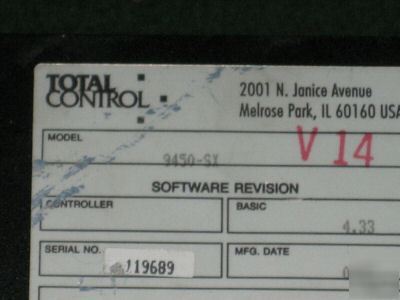 TOTAL
CONTROL
2001 N. Janice Avenue
Melrose Park, IL 60160 USA
MODEL
9450-SX
V 14
SOFTWARE REVISION
CONTROLLER
BASIC
4.33
SERIAL NO.
119689
MFG. DATE
0